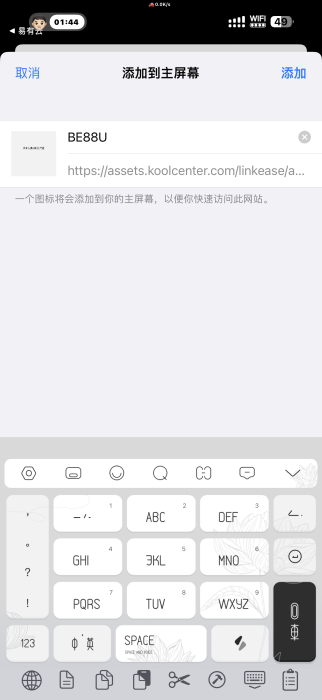 0.0K/s
01:44
WiFi
49
◀ 易有云
取消
添加到主屏幕
添加
BE88U
https://assets.koolcenter.com/linkease/a...
一个图标将会添加到你的主屏幕，以便你快速访问此网站。
1
ABC 2
DEF 3
GHI 4
JKL 5
MNO 6
?
PQRS 7
TUV 8
WXYZ 9
!
123
中 英
SPACE